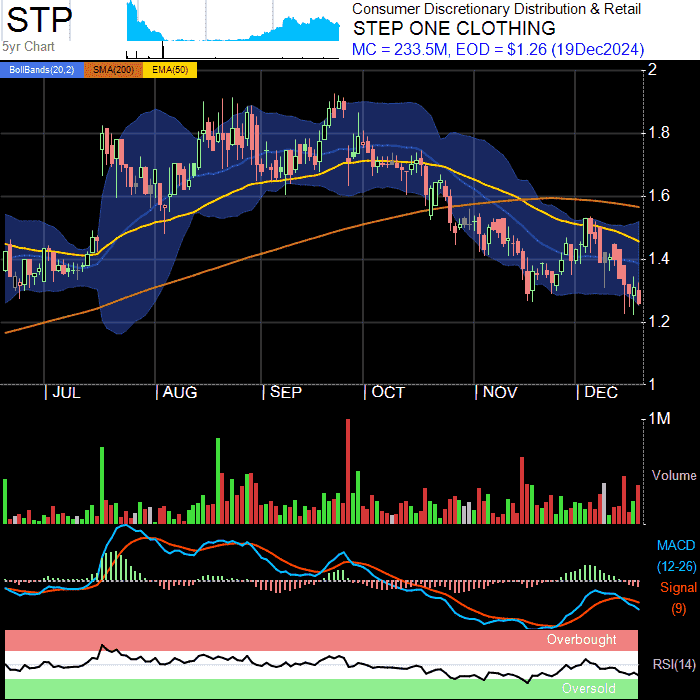 STP
5yr Chart
Consumer Discretionary Distribution & Retail
STEP ONE CLOTHING
MC = 233.5M, EOD = $1.26 (19Dec2024)
BollBands(20,2) SMA(200) EMA(50)
2
1.8
1.6
1.4
1.2
1
JUL AUG SEP OCT NOV DEC
1M
Volume
MACD
(12-26)
Signal
(9)
Overbought
RSI(14)
Oversold